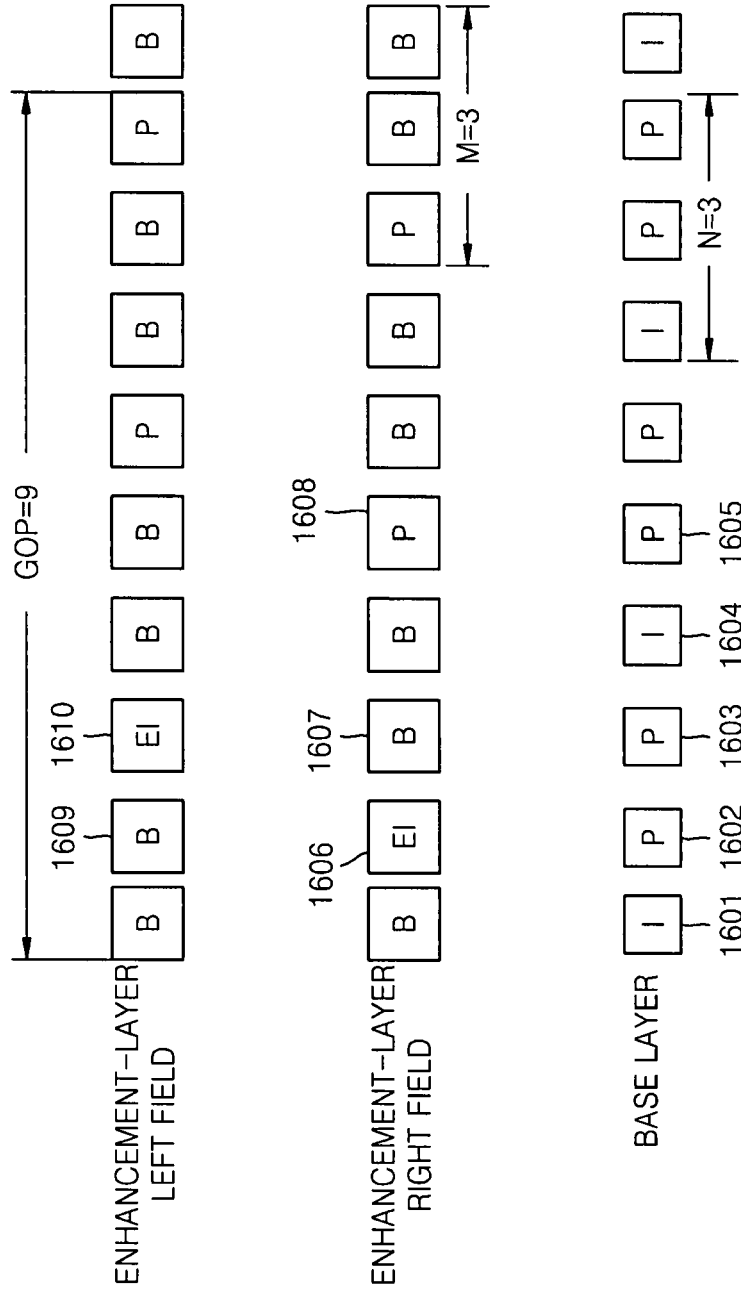 GOP=9
1609
1610
ENHANCEMENT-LAYER
LEFT FIELD
B
B
EI
B
B
P
B
B
P
B
1606
1607
1608
ENHANCEMENT-LAYER
RIGHT FIELD
B
EI
B
B
P
B
B
P
B
B
M=3
BASE LAYER
I
P
P
I
P
P
I
P
P
I
1601
1602
1603
1604
1605
N=3